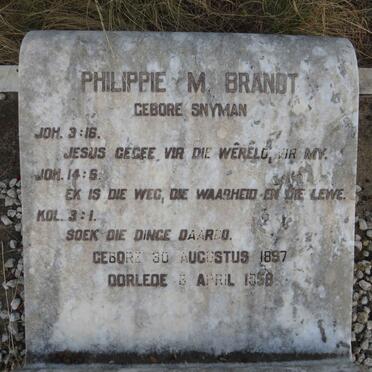 PHILIPPIE M. BRANDT
GEBORE SNYMAN
JOH. 3:16.
JESUS GEGEE, VIR DIE WÊRELD, VIR MY.
JOH. 14:6.
EK IS DIE WEG, DIE WAARHEID EN DIE LEWE.
KOL. 3:1.
SOEK DIE DINGE DAARBO.
GEBORE 30 AUGUSTUS 1897
OORLEDE APRIL